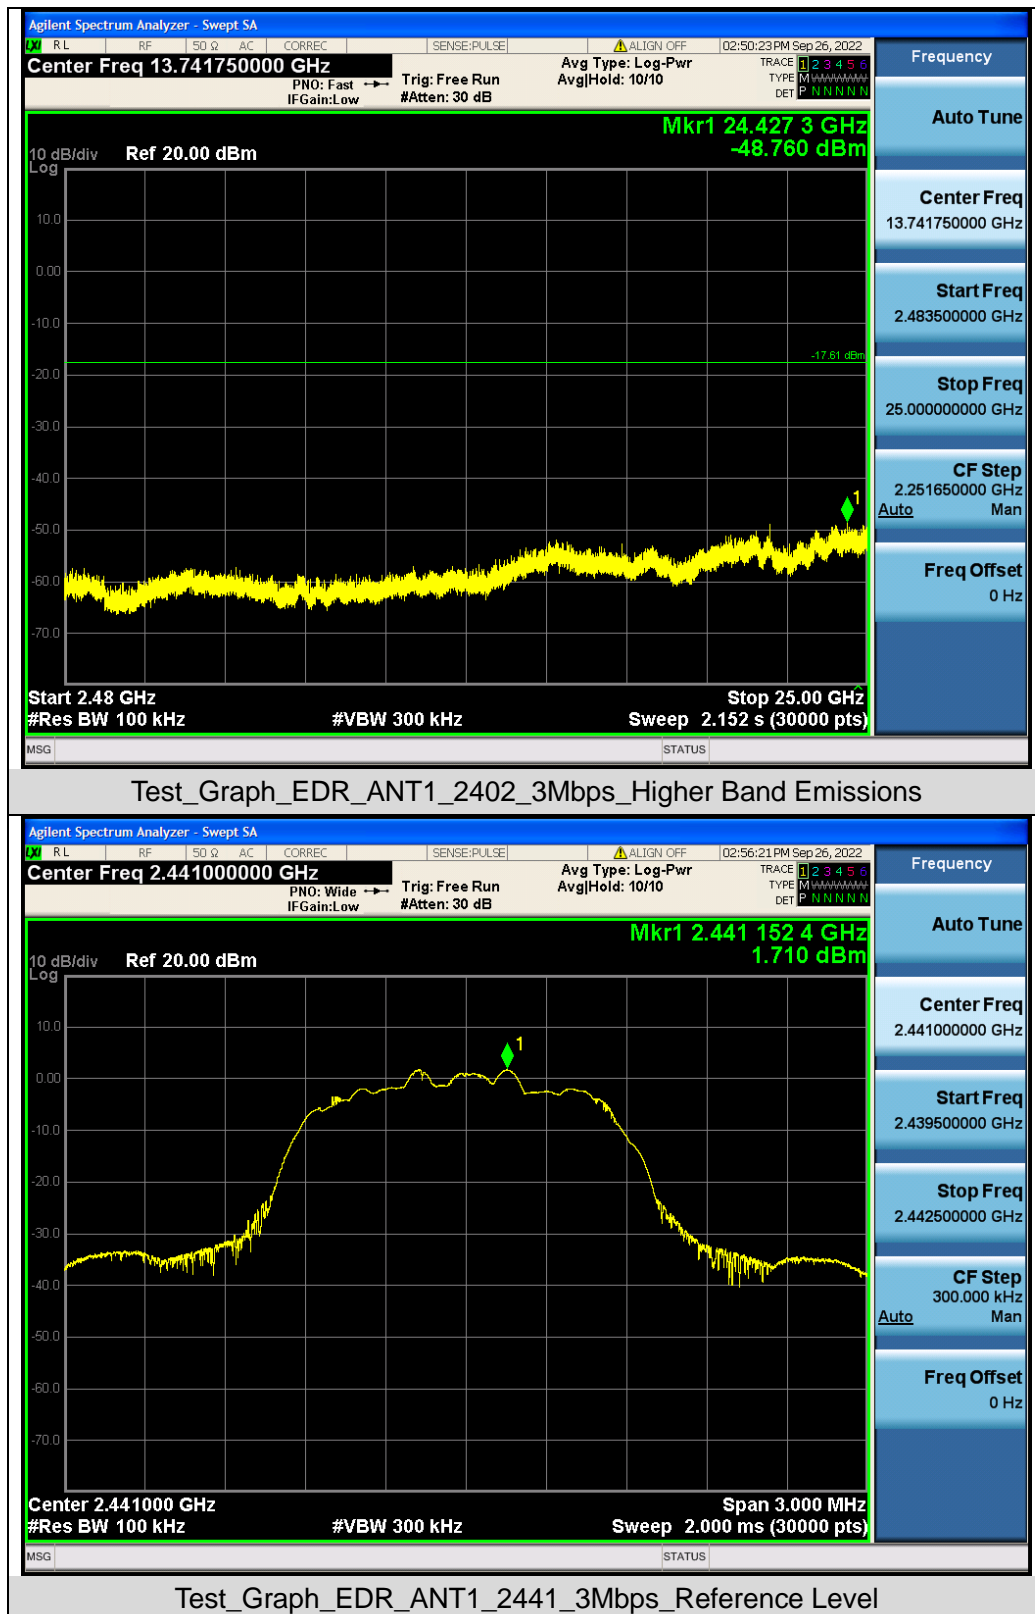 Agilent Spectrum Analyzer - Swept SA
LXI RL RF 50 Ω AC CORREC SENSE:PULSE ALIGN OFF 02:50:23 PM Sep 26, 2022
Center Freq 13.741750000 GHz
PNO: Fast
IFGain:Low
Trig: Free Run
#Atten: 30 dB
Avg Type: Log-Pwr
Avg|Hold: 10/10
TRACE 1 2 3 4 5 6
TYPE M
DET P N N N N N
Mkr1 24.427 3 GHz
-48.760 dBm
10 dB/div
Log
Ref 20.00 dBm
10.0
0.00
-10.0
-17.61 dBm
-20.0
-30.0
-40.0
1
-50.0
-60.0
-70.0
Start 2.48 GHz
Stop 25.00 GHz
#Res BW 100 kHz
#VBW 300 kHz
Sweep 2.152 s (30000 pts)
MSG
STATUS
Frequency
Auto Tune
Center Freq
13.741750000 GHz
Start Freq
2.483500000 GHz
Stop Freq
25.000000000 GHz
CF Step
2.251650000 GHz
Auto Man
Freq Offset
0 Hz
Test_Graph_EDR_ANT1_2402_3Mbps_Higher Band Emissions
Agilent Spectrum Analyzer - Swept SA
LXI RL RF 50 Ω AC CORREC SENSE:PULSE ALIGN OFF 02:56:21 PM Sep 26, 2022
Center Freq 2.441000000 GHz
PNO: Wide
IFGain:Low
Trig: Free Run
#Atten: 30 dB
Avg Type: Log-Pwr
Avg|Hold: 10/10
TRACE 1 2 3 4 5 6
TYPE M
DET P N N N N N
Mkr1 2.441 152 4 GHz
1.710 dBm
10 dB/div
Log
Ref 20.00 dBm
10.0
1
0.00
-10.0
-20.0
-30.0
-40.0
-50.0
-60.0
-70.0
Center 2.441000 GHz
Span 3.000 MHz
#Res BW 100 kHz
#VBW 300 kHz
Sweep 2.000 ms (30000 pts)
MSG
STATUS
Frequency
Auto Tune
Center Freq
2.441000000 GHz
Start Freq
2.439500000 GHz
Stop Freq
2.442500000 GHz
CF Step
300.000 kHz
Auto Man
Freq Offset
0 Hz
Test_Graph_EDR_ANT1_2441_3Mbps_Reference Level